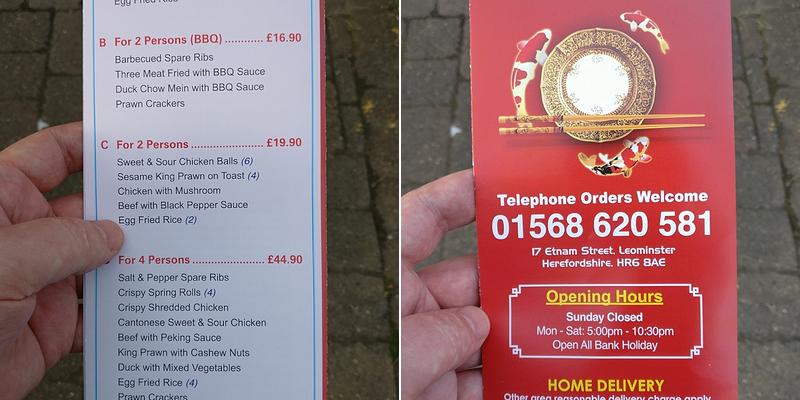 Egg Fried Rice
B For 2 Persons (BBQ) ............ £16.90
Barbecued Spare Ribs
Three Meat Fried with BBQ Sauce
Duck Chow Mein with BBQ Sauce
Prawn Crackers
C For 2 Persons ....................... £19.90
Sweet & Sour Chicken Balls (6)
Sesame King Prawn on Toast (4)
Chicken with Mushroom
Beef with Black Pepper Sauce
Egg Fried Rice (2)
For 4 Persons ....................... £44.90
Salt & Pepper Spare Ribs
Crispy Spring Rolls (4)
Crispy Shredded Chicken
Cantonese Sweet & Sour Chicken
Beef with Peking Sauce
King Prawn with Cashew Nuts
Duck with Mixed Vegetables
Egg Fried Rice (4)
Prawn Crackers
Telephone Orders Welcome
01568 620 581
17 Etnam Street, Leominster
Herefordshire, HR6 8AE
Opening Hours
Sunday Closed
Mon - Sat: 5:00pm - 10:30pm
Open All Bank Holiday
HOME DELIVERY
Other area reasonable delivery charge apply